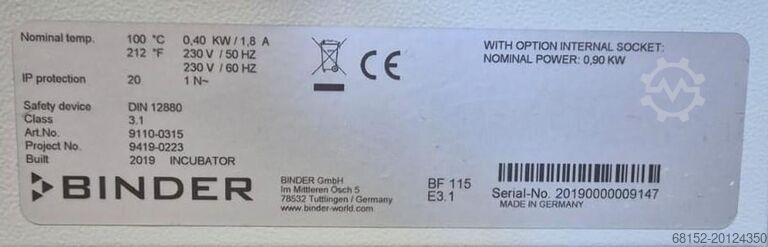 Nominal temp. 100 °C 0,40 KW / 1,8 A
212 °F 230 V / 50 HZ
230 V / 60 HZ
IP protection 20 1 N~
Safety device DIN 12880
Class 3.1
Art.No. 9110-0315
Project No. 9419-0223
Built 2019 INCUBATOR
BINDER
BINDER GmbH
Im Mittleren Ösch 5
78532 Tuttlingen / Germany
www.binder-world.com
BF 115
E3.1
CE
WITH OPTION INTERNAL SOCKET:
NOMINAL POWER: 0,90 KW
Serial-No. 20190000009147
MADE IN GERMANY
68152-20124350